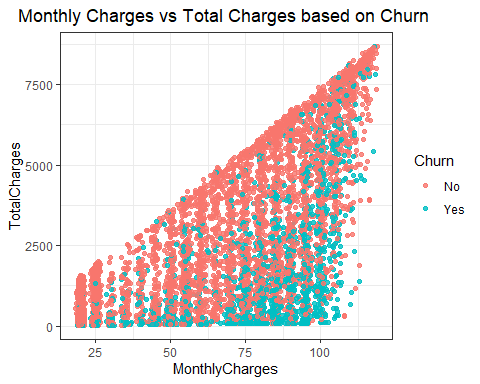 Monthly Charges vs Total Charges based on Churn
TotalCharges
7500
5000
2500
0
25
50
75
100
MonthlyCharges
Churn
No
Yes